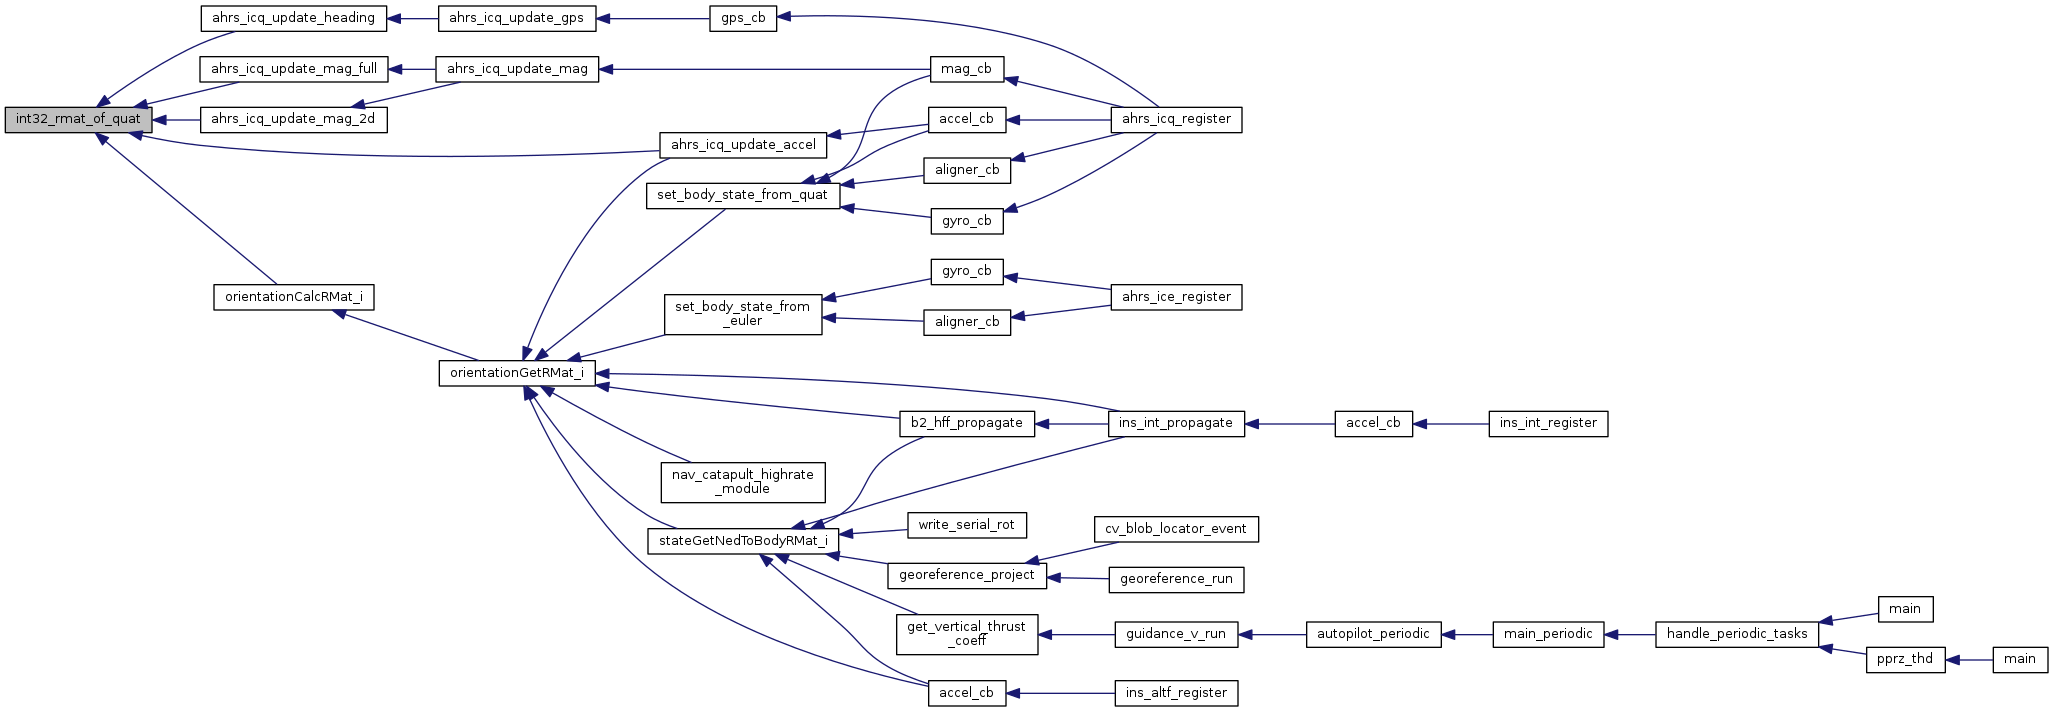 ahrs_icq_update_heading
ahrs_icq_update_gps
gps_cb
ahrs_icq_update_mag_full
ahrs_icq_update_mag
mag_cb
int32_rmat_of_quat
ahrs_icq_update_mag_2d
accel_cb
ahrs_icq_register
ahrs_icq_update_accel
aligner_cb
set_body_state_from_quat
gyro_cb
gyro_cb
orientationCalcRMat_i
set_body_state_from
_euler
ahrs_ice_register
aligner_cb
orientationGetRMat_i
b2_hff_propagate
ins_int_propagate
accel_cb
ins_int_register
nav_catapult_highrate
_module
write_serial_rot
cv_blob_locator_event
stateGetNedToBodyRMat_i
georeference_project
georeference_run
get_vertical_thrust
_coeff
guidance_v_run
autopilot_periodic
main_periodic
handle_periodic_tasks
main
pprz_thd
main
accel_cb
ins_altf_register